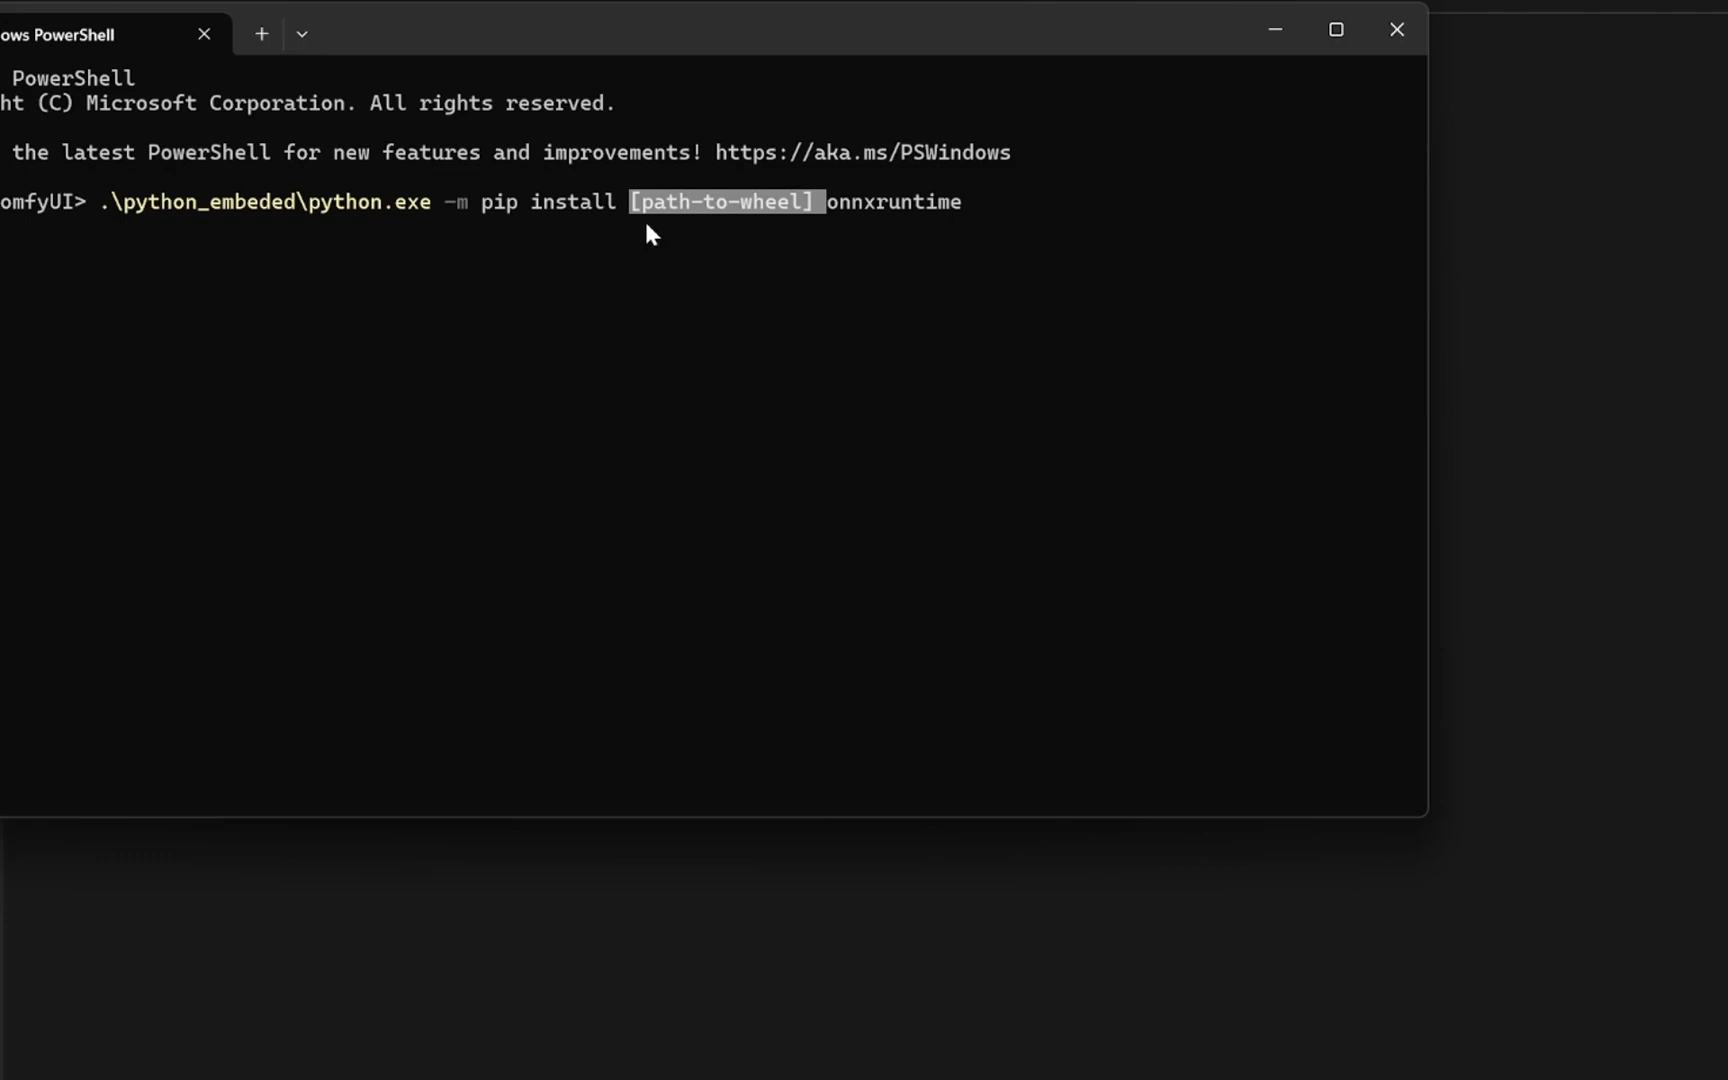 ows PowerShell
PowerShell
ht (C) Microsoft Corporation. All rights reserved.
the latest PowerShell for new features and improvements! https://aka.ms/PSWindows
omfyUI> .\python_embeded\python.exe -m pip install [path-to-wheel] onnxruntime